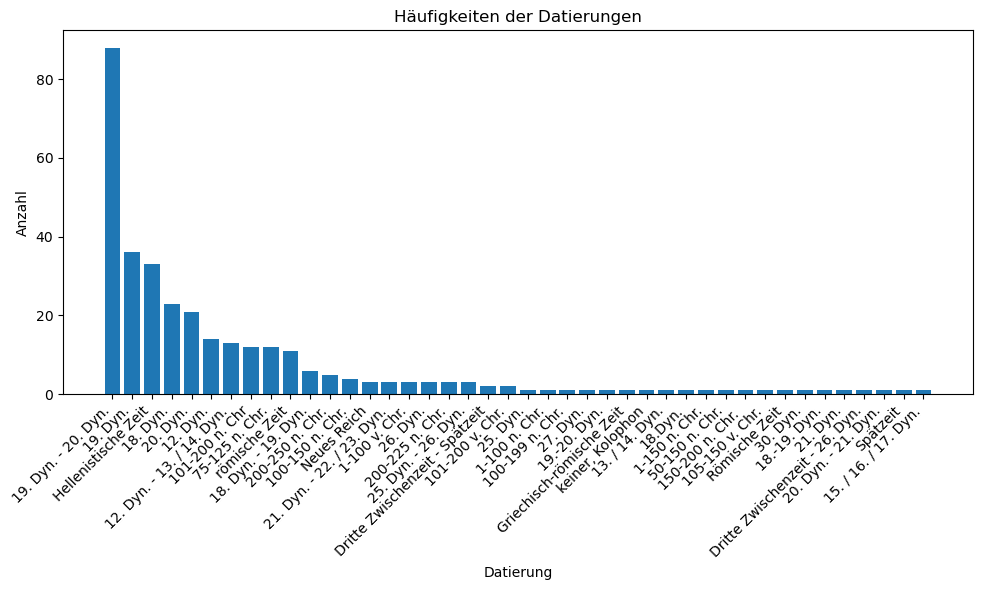 Häufigkeiten der Datierungen
Anzahl
80
60
40
20
0
19. Dyn. - 20. Dyn.
19. Dyn.
Hellenistische Zeit
18. Dyn.
20. Dyn.
12. Dyn.
12. Dyn. - 13. / 14. Dyn.
101-200 n. Chr
75-125 n. Chr.
römische Zeit
18. Dyn. - 19. Dyn.
200-250 n. Chr.
100-150 n. Chr.
Neues Reich
21. Dyn. - 22. / 23. Dyn.
1-100 v. Chr.
26. Dyn.
200-225 n. Chr.
25. Dyn. - 26. Dyn.
Dritte Zwischenzeit - Spätzeit
101-200 v. Chr.
25. Dyn.
1-100 n. Chr.
100-199 n. Chr.
27. Dyn.
19.-20. Dyn.
Griechisch-römische Zeit
keiner, Kolophon
13. / 14. Dyn.
18.Dyn.
1-150 n. Chr.
50-150 n. Chr.
150-200 n. Chr.
105-150 v. Chr.
Römische Zeit
30. Dyn.
18.-19. Dyn.
21. Dyn.
Dritte Zwischenzeit - 26. Dyn.
20. Dyn. - 21. Dyn.
Spätzeit
15. / 16. / 17. Dyn.
Datierung